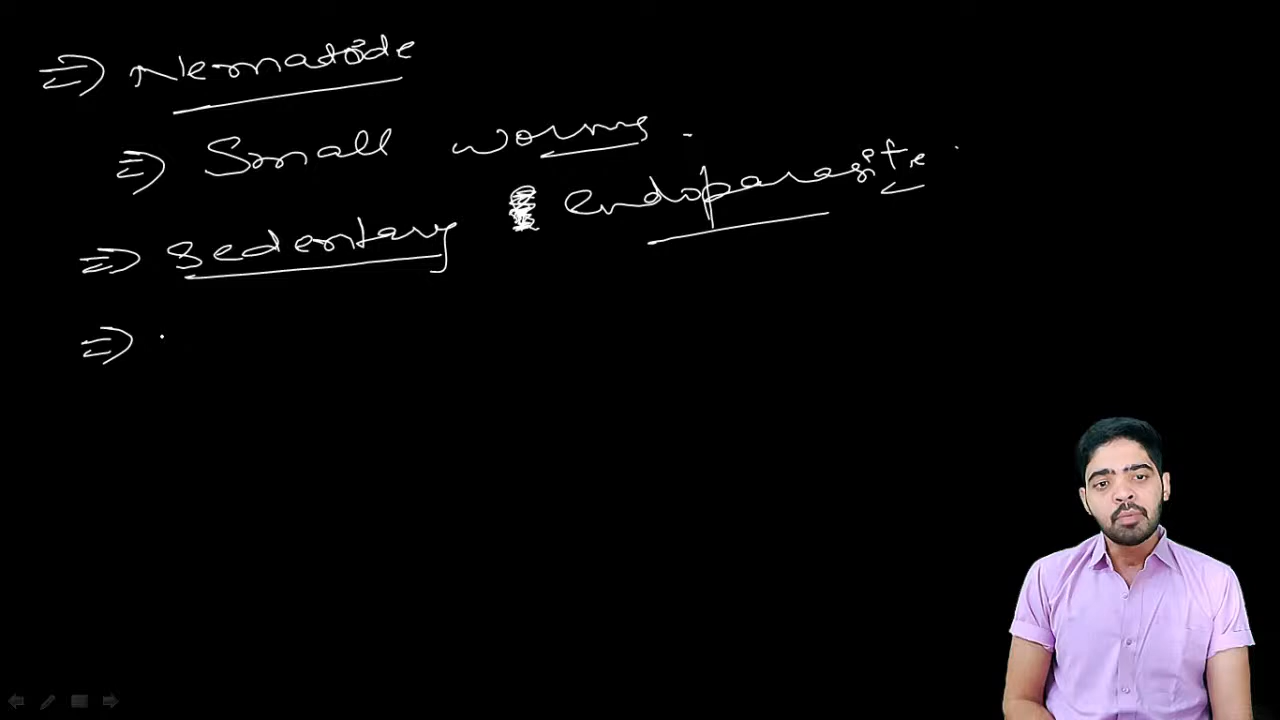 ⇒ Nematode
⇒ Small worms.
⇒ Sedentary endoparasite.
⇒